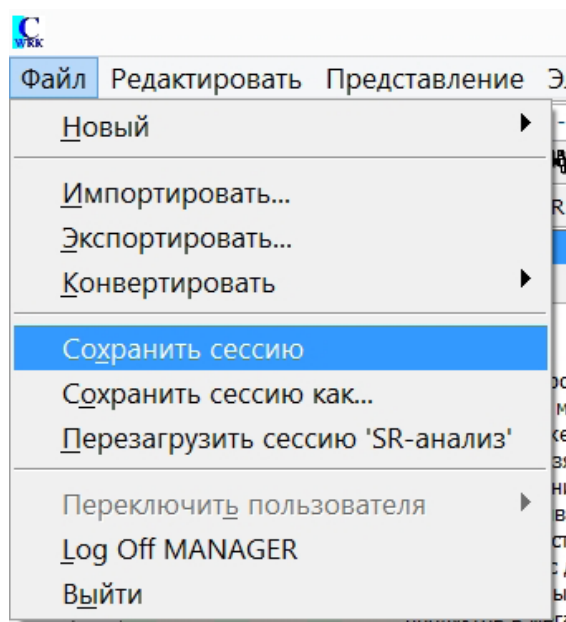 C
WRK
Файл Редактировать Представление
Новый
Импортировать...
Экспортировать...
Конвертировать
Сохранить сессию
Сохранить сессию как...
Перезагрузить сессию 'SR-анализ'
Переключить пользователя
Log Off MANAGER
Выйти